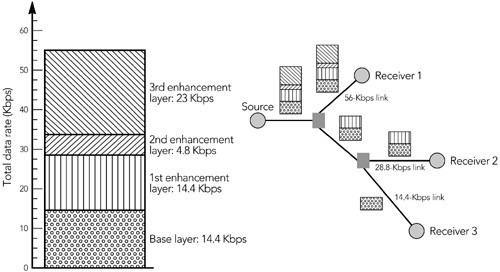 60
50
40
30
20
10
0
Total data rate (Kbps)
3rd enhancement
layer: 23 Kbps
2nd enhancement
layer: 4.8 Kbps
1st enhancement
layer: 14.4 Kbps
Base layer: 14.4 Kbps
Source
Receiver 1
56-Kbps link
Receiver 2
28.8-Kbps link
14.4-Kbps link
Receiver 3